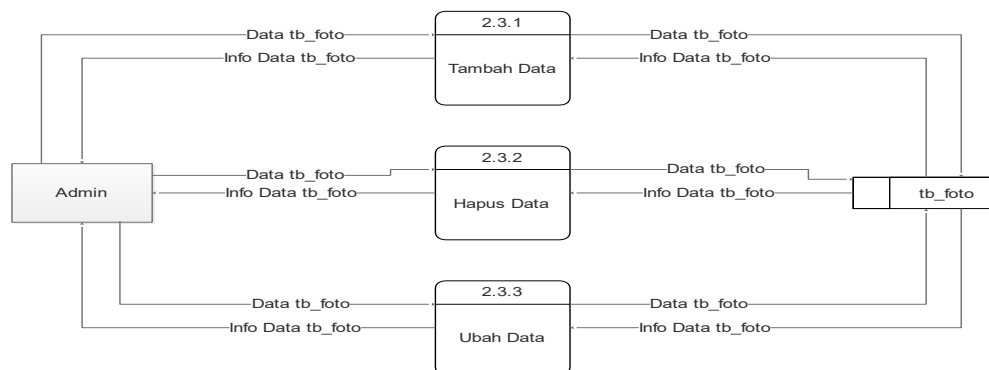 2.3.1
Data tb_foto
Data tb_foto
Info Data tb_foto
Tambah Data
Info Data tb_foto
2.3.2
Data tb_foto
Data tb_foto
Admin
Info Data tb_foto
Hapus Data
Info Data tb_foto
tb_foto
2.3.3
Data tb_foto
Data tb_foto
Info Data tb_foto
Ubah Data
Info Data tb_foto